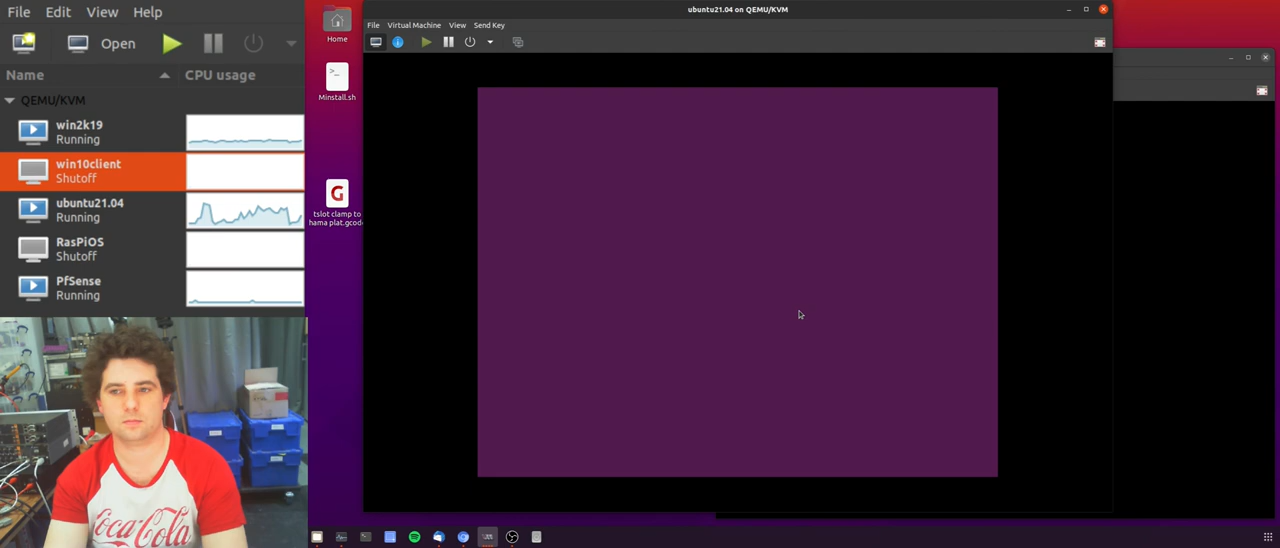 File Edit View Help
Open
Name CPU usage
QEMU/KVM
win2k19
Running
win10client
Shutoff
ubuntu21.04
Running
RasPiOS
Shutoff
PfSense
Running
Coca-Cola
Home
Minstall.sh
G
tslot clamp to
hama plat.gcode
ubuntu21.04 on QEMU/KVM
File Virtual Machine View Send Key